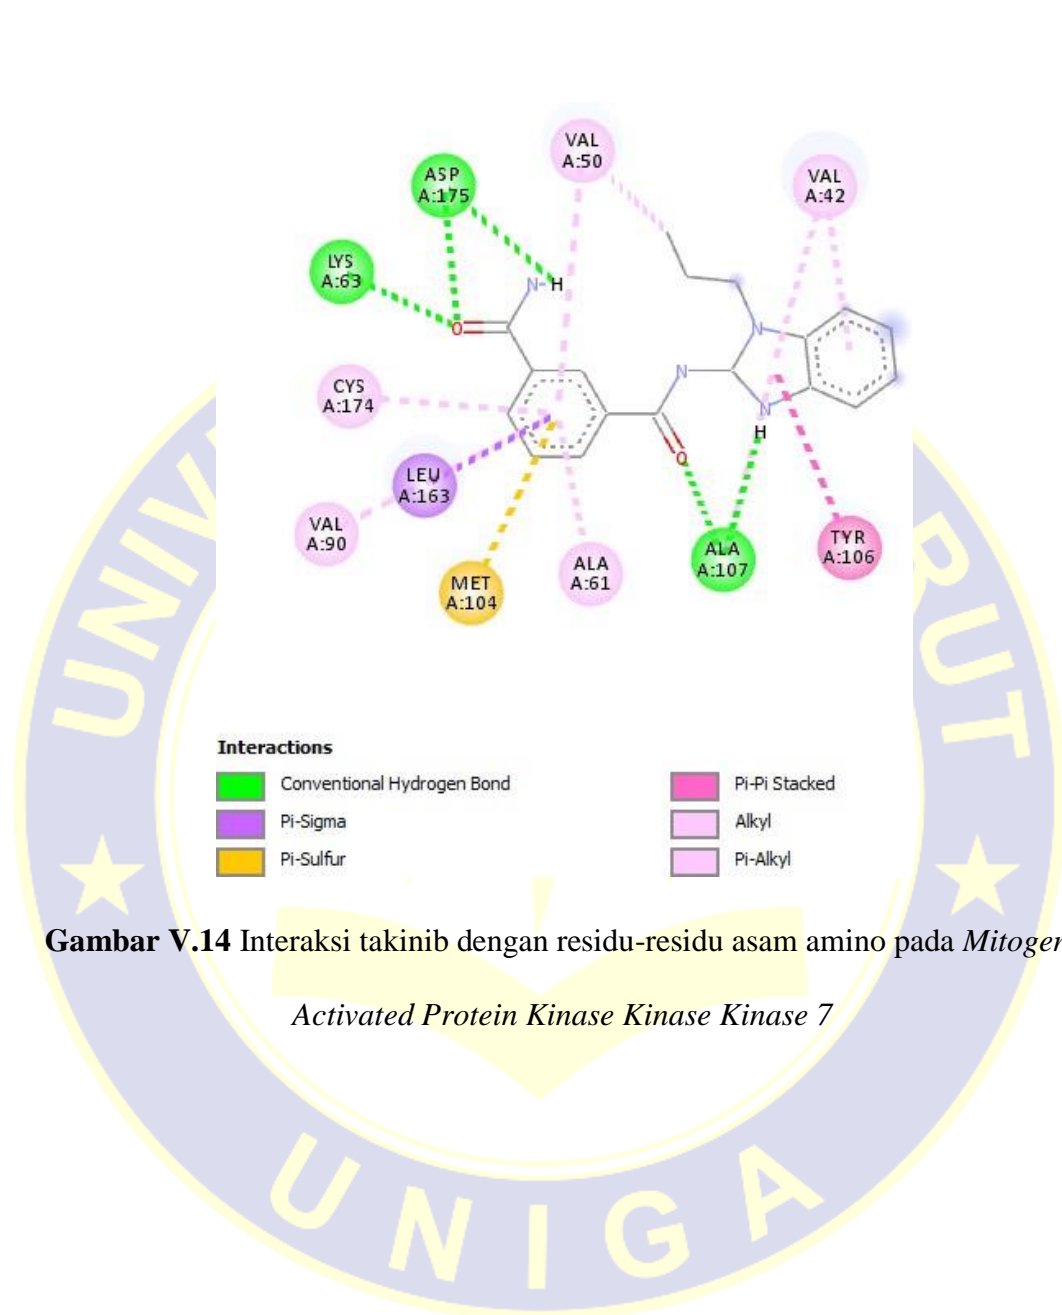 VAL
A:50
VAL
A:42
ASP
A:175
LYS
A:63
N-H
O
N
N
CYS
A:174
N
H
O
LEU
A:163
VAL
A:90
TYR
A:106
ALA
A:107
ALA
A:61
MET
A:104
Interactions
Conventional Hydrogen Bond
Pi-Sigma
Pi-Sulfur
Pi-Pi Stacked
Alkyl
Pi-Alkyl
Gambar V.14 Interaksi takinib dengan residu-residu asam amino pada Mitogen
Activated Protein Kinase Kinase Kinase 7
UNIV
RUT
UNIGA